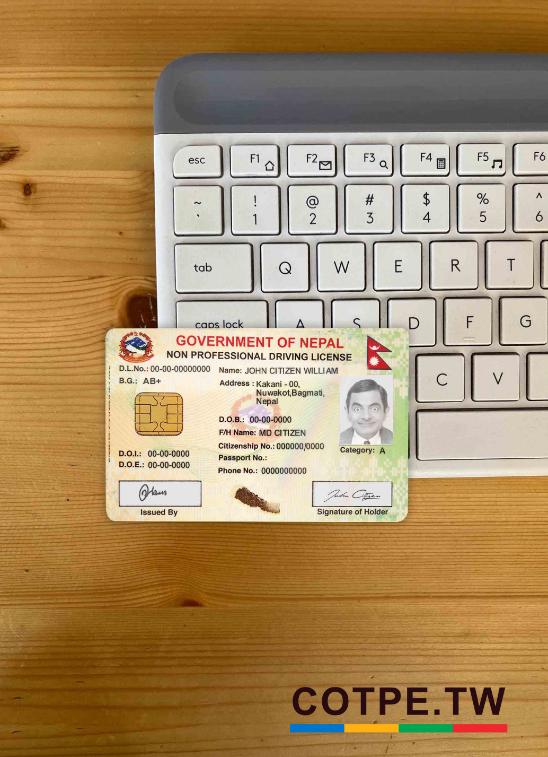 esc F1 F2 F3 F4 F5 F6
~ ! @ # $ % ^
` 1 2 3 4 5 6
tab Q W E R T
caps lock A S D F G
C V
GOVERNMENT OF NEPAL
NON PROFESSIONAL DRIVING LICENSE
D.L.No.: 00-00-00000000
B.G.: AB+
Name: JOHN CITIZEN WILLIAM
Address : Kakani - 00,
Nuwakot,Bagmati,
Nepal
D.O.B.: 00-00-0000
F/H Name: MD CITIZEN
Citizenship No.: 000000/0000
Passport No.:
Phone No.: 0000000000
D.O.I.: 00-00-0000
D.O.E.: 00-00-0000
Category: A
Issued By
Signature of Holder
COTPE.TW